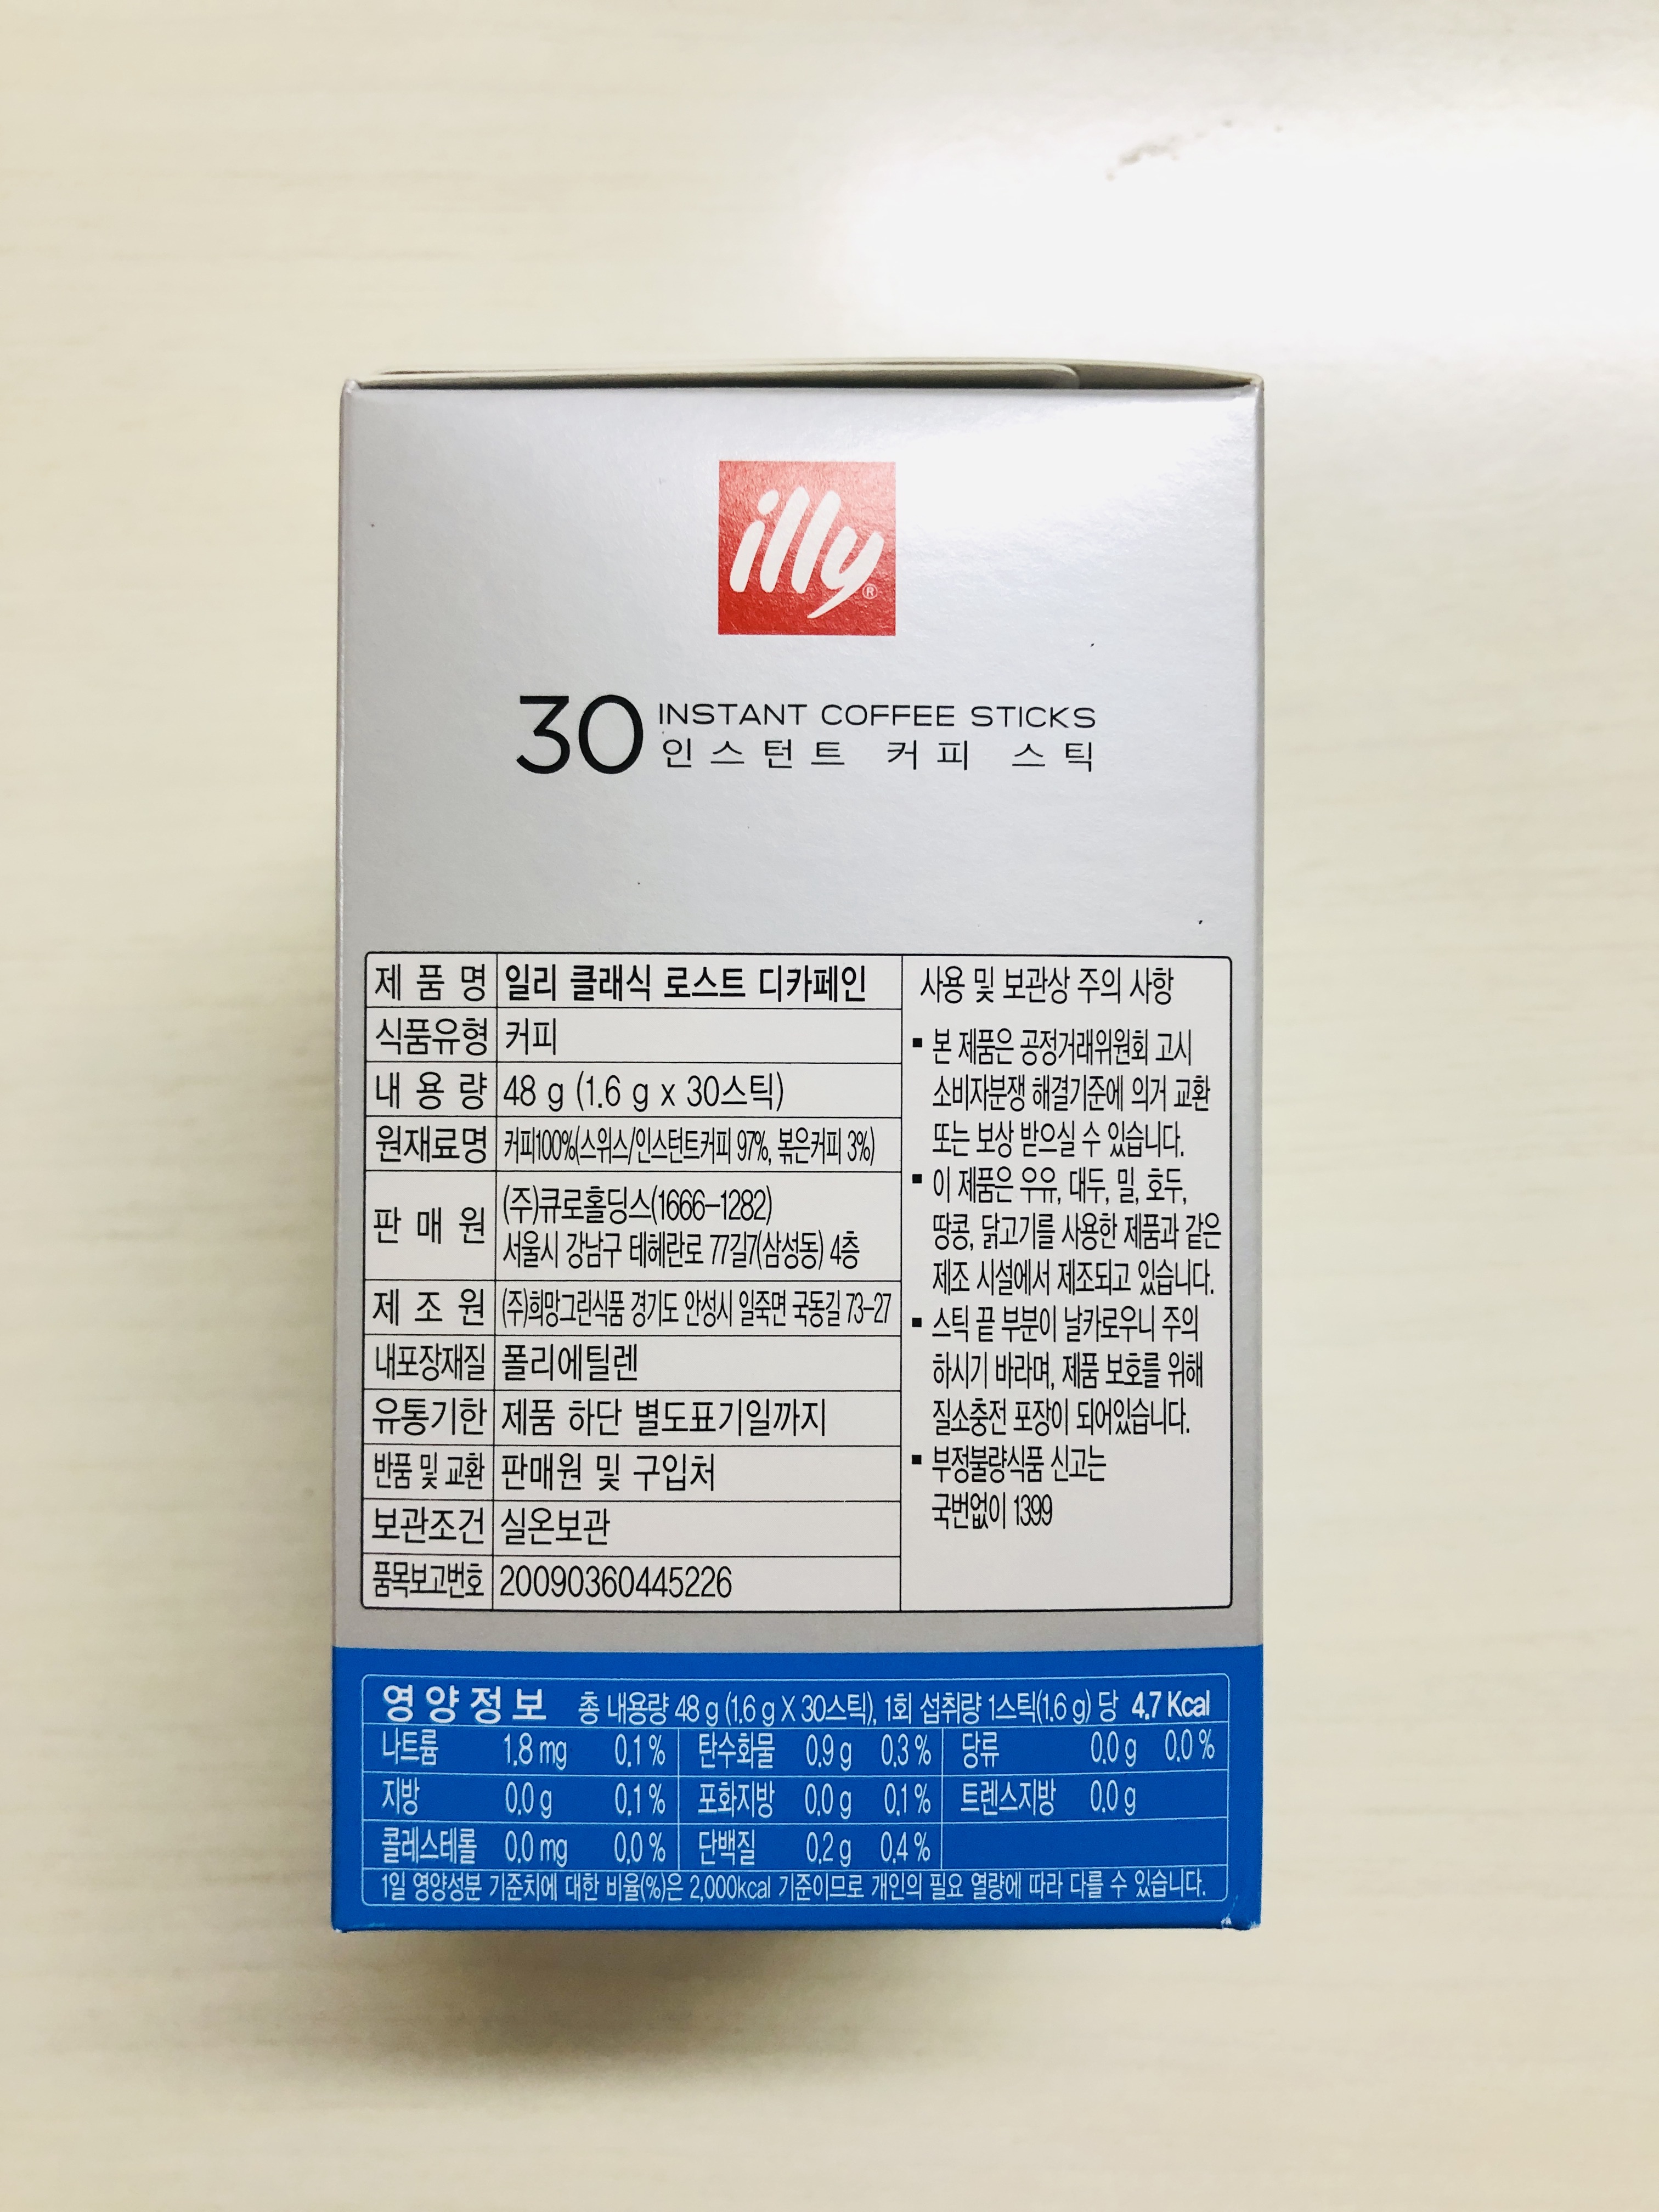 illy®
30 INSTANT COFFEE STICKS
인스턴트 커피 스틱
제품명 일리 클래식 로스트 디카페인
식품유형 커피
내용량 48 g (1.6 g x 30스틱)
원재료명 커피100%(스위스/인스턴트커피 97%, 볶은커피 3%)
판매원 (주)큐로홀딩스(1666-1282)
서울시 강남구 테헤란로 77길7(삼성동) 4층
제조원 (주)희망그린식품 경기도 안성시 일죽면 국동길 73-27
내포장재질 폴리에틸렌
유통기한 제품 하단 별도표기일까지
반품 및 교환 판매원 및 구입처
보관조건 실온보관
품목보고번호 20090360445226
사용 및 보관상 주의 사항
▪ 본 제품은 공정거래위원회 고시
소비자분쟁 해결기준에 의거 교환
또는 보상 받으실 수 있습니다.
▪ 이 제품은 우유, 대두, 밀, 호두,
땅콩, 닭고기를 사용한 제품과 같은
제조 시설에서 제조되고 있습니다.
▪ 스틱 끝 부분이 날카로우니 주의
하시기 바라며, 제품 보호를 위해
질소충전 포장이 되어있습니다.
▪ 부정불량식품 신고는
국번없이 1399
영양정보 총 내용량 48 g (1.6 g X 30스틱), 1회 섭취량 1스틱(1.6 g) 당 4.7 Kcal
나트륨 1.8 mg 0.1 % 탄수화물 0.9 g 0.3 % 당류 0.0 g 0.0 %
지방 0.0 g 0.1 % 포화지방 0.0 g 0.1 % 트렌스지방 0.0 g
콜레스테롤 0.0 mg 0.0 % 단백질 0.2 g 0.4 %
1일 영양성분 기준치에 대한 비율(%)은 2,000kcal 기준이므로 개인의 필요 열량에 따라 다를 수 있습니다.